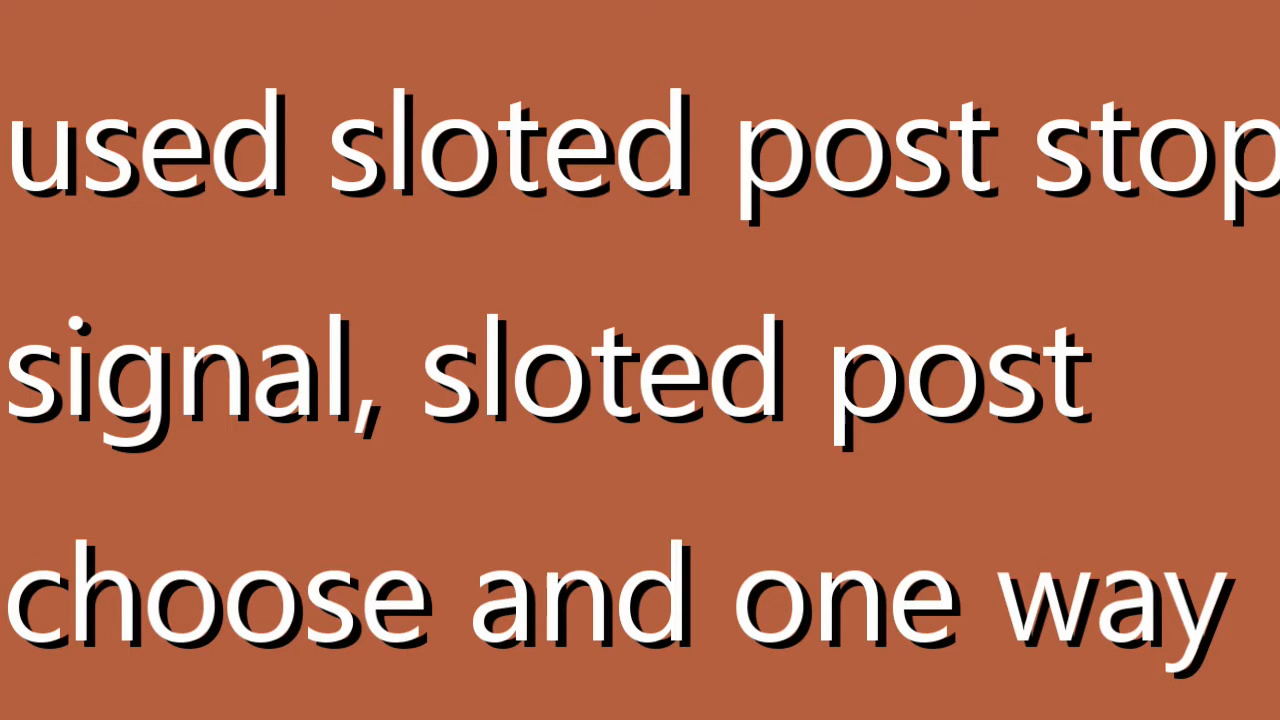 used sloted post stop
signal, sloted post
choose and one way